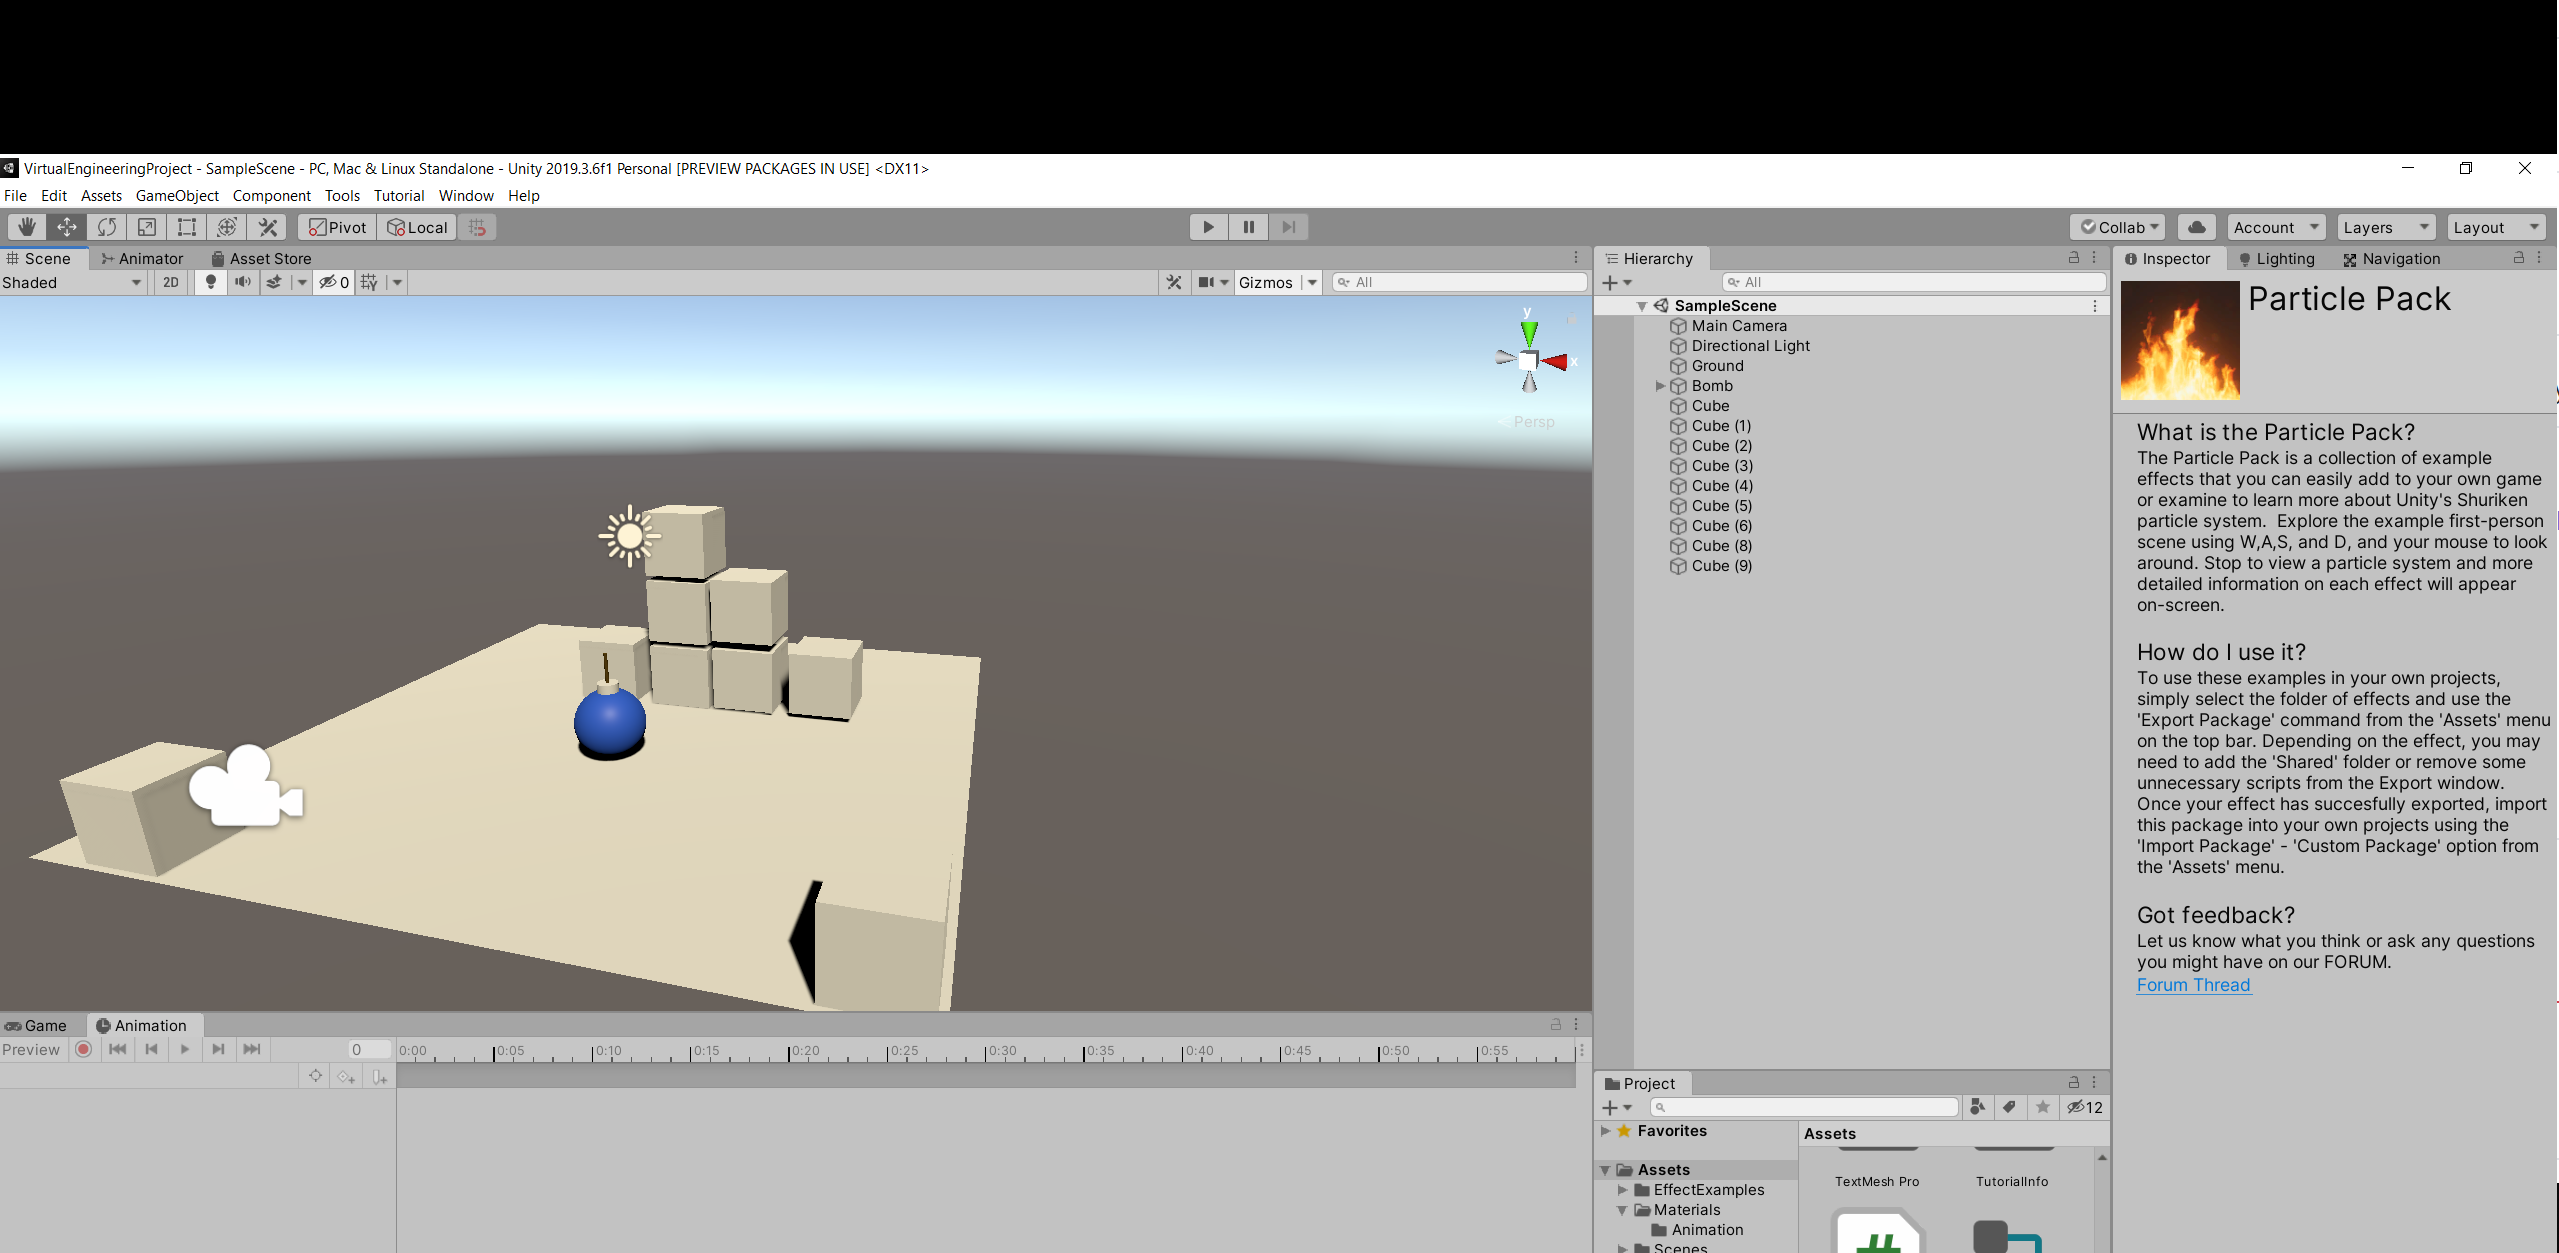 VirtualEngineeringProject - SampleScene - PC, Mac & Linux Standalone - Unity 2019.3.6f1 Personal [PREVIEW PACKAGES IN USE] <DX11>
File Edit Assets GameObject Component Tools Tutorial Window Help
Pivot Local Collab Account Layers Layout
Scene Animator Asset Store
Shaded 2D 0 Gizmos All
y
x
Persp
Hierarchy
All
SampleScene
Main Camera
Directional Light
Ground
Bomb
Cube
Cube (1)
Cube (2)
Cube (3)
Cube (4)
Cube (5)
Cube (6)
Cube (8)
Cube (9)
Inspector Lighting Navigation
Particle Pack
What is the Particle Pack?
The Particle Pack is a collection of example
effects that you can easily add to your own game
or examine to learn more about Unity's Shuriken
particle system. Explore the example first-person
scene using W,A,S, and D, and your mouse to look
around. Stop to view a particle system and more
detailed information on each effect will appear
on-screen.
How do I use it?
To use these examples in your own projects,
simply select the folder of effects and use the
'Export Package' command from the 'Assets' menu
on the top bar. Depending on the effect, you may
need to add the 'Shared' folder or remove some
unnecessary scripts from the Export window.
Once your effect has succesfully exported, import
this package into your own projects using the
'Import Package' - 'Custom Package' option from
the 'Assets' menu.
Got feedback?
Let us know what you think or ask any questions
you might have on our FORUM.
Forum Thread
Game Animation
Preview 0 0:00 0:05 0:10 0:15 0:20 0:25 0:30 0:35 0:40 0:45 0:50 0:55
Project
12
Favorites
Assets
EffectExamples
Materials
Animation
Scenes
Assets
TextMesh Pro TutorialInfo